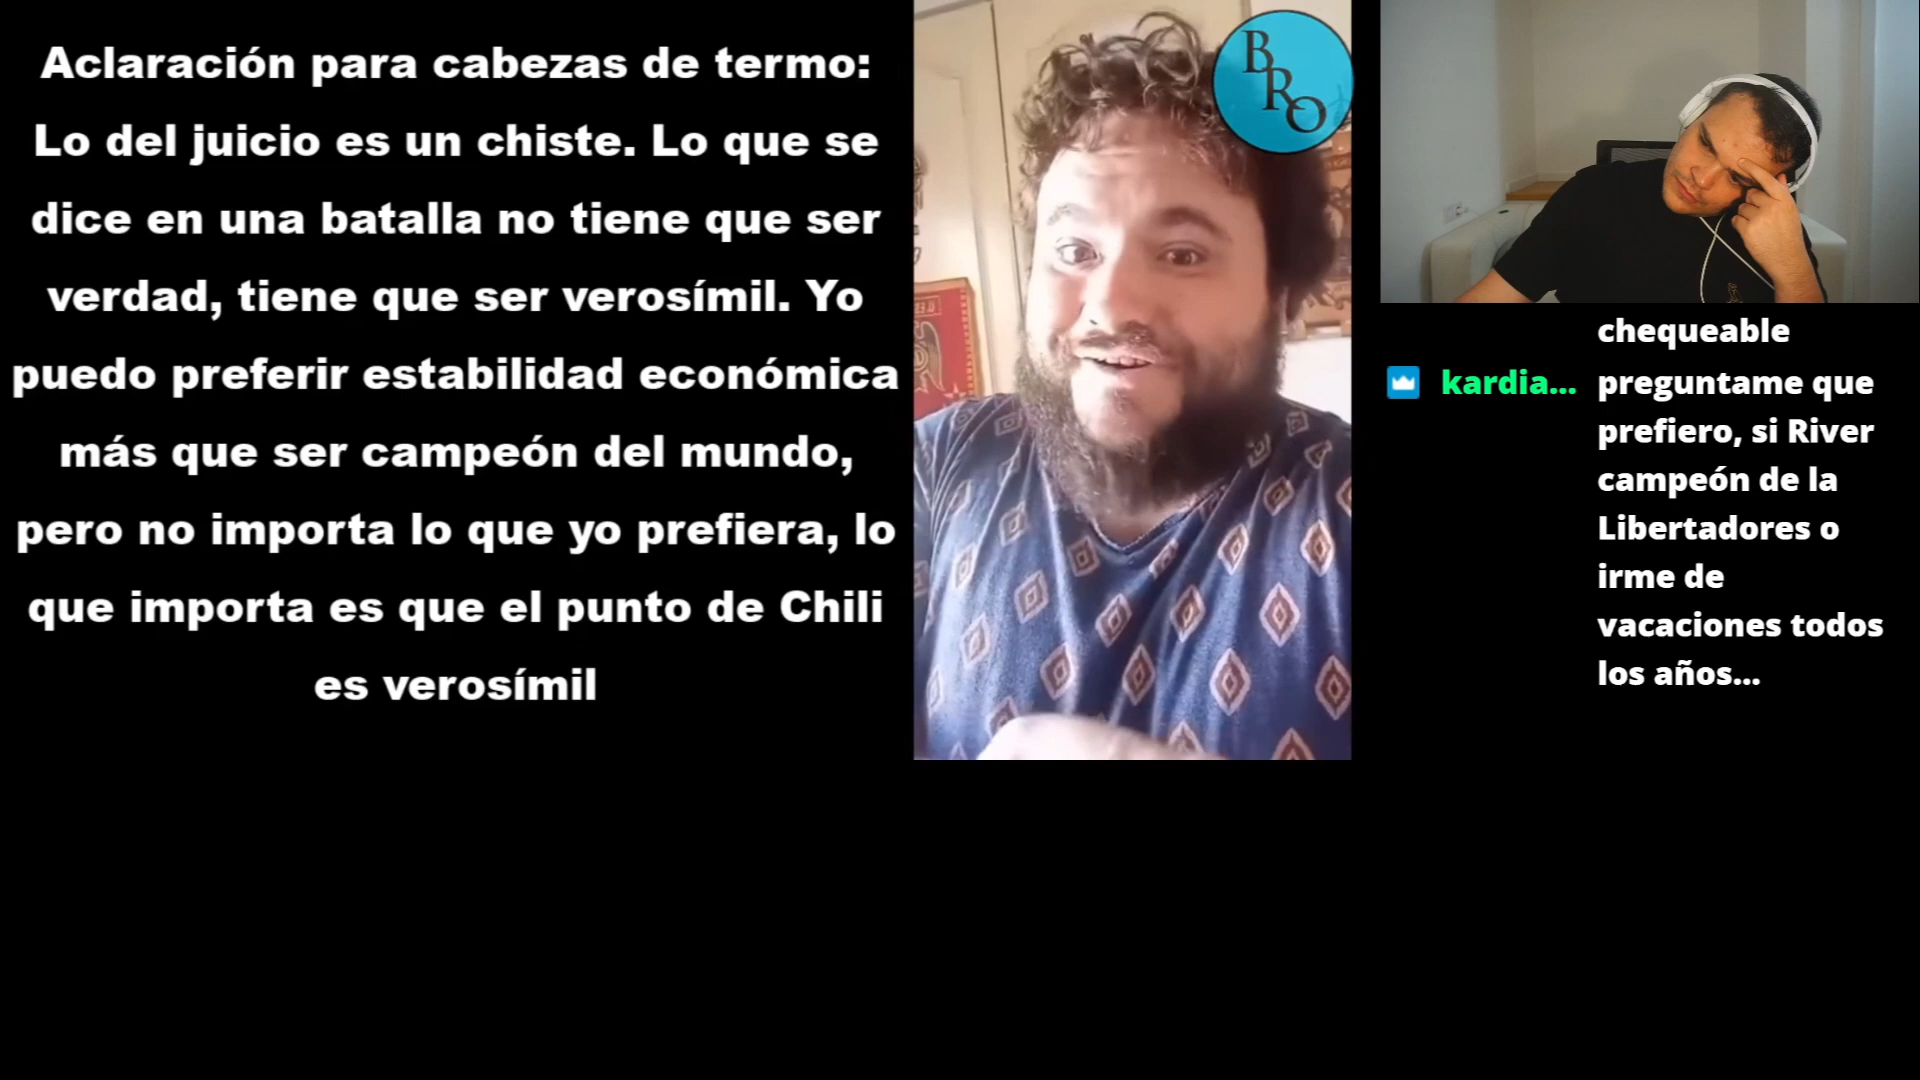 Aclaración para cabezas de termo:
Lo del juicio es un chiste. Lo que se
dice en una batalla no tiene que ser
verdad, tiene que ser verosímil. Yo
puedo preferir estabilidad económica
más que ser campeón del mundo,
pero no importa lo que yo prefiera, lo
que importa es que el punto de Chili
es verosímil
BRO
chequeable
kardia... preguntame que
prefiero, si River
campeón de la
Libertadores o
irme de
vacaciones todos
los años...